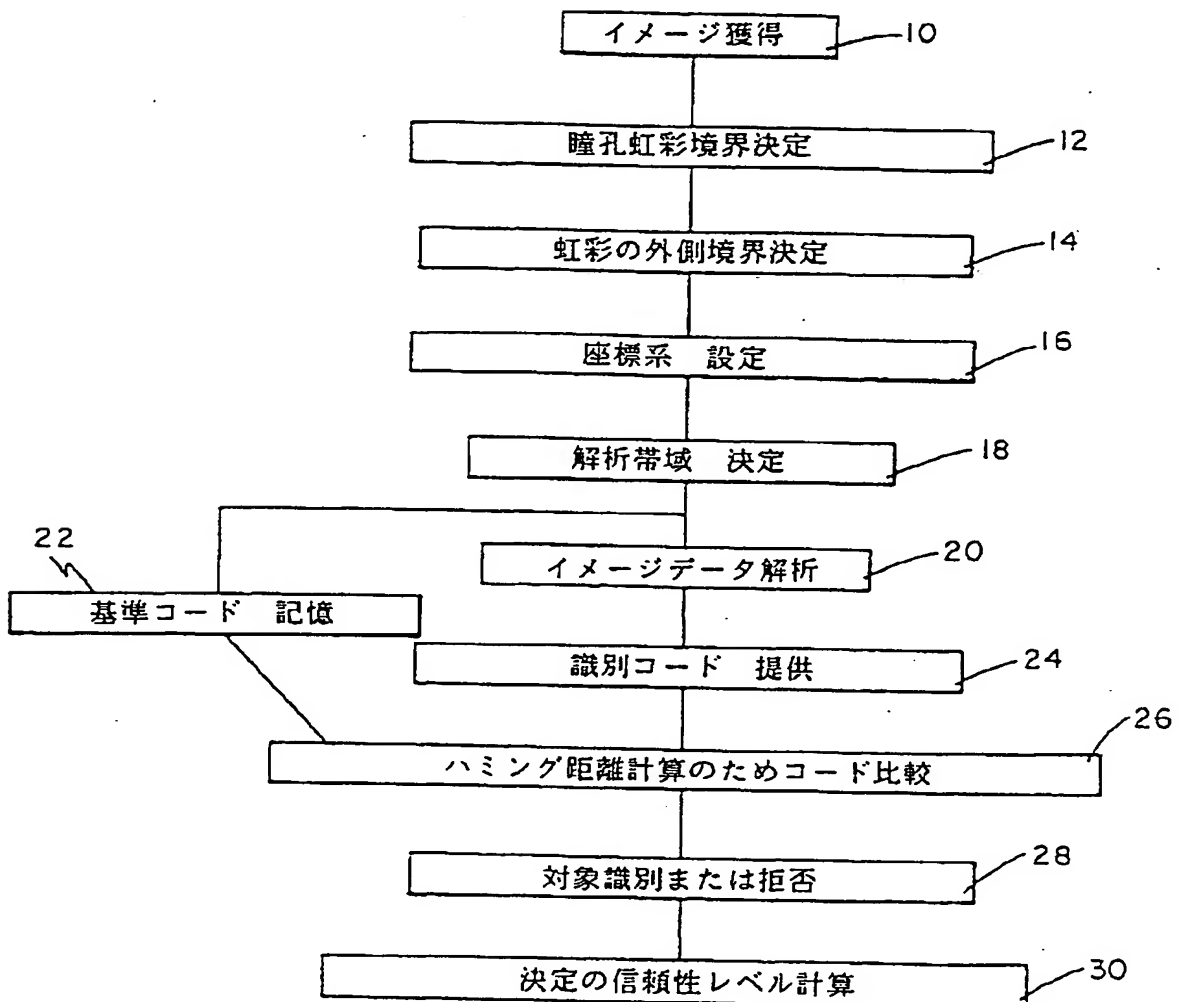 イメージ獲得
10
瞳孔虹彩境界決定
12
虹彩の外側境界決定
14
座標系　設定
16
解析帯域　決定
18
22
基準コード　記憶
イメージデータ解析
20
識別コード　提供
24
26
ハミング距離計算のためコード比較
28
対象識別または拒否
決定の信頼性レベル計算
30